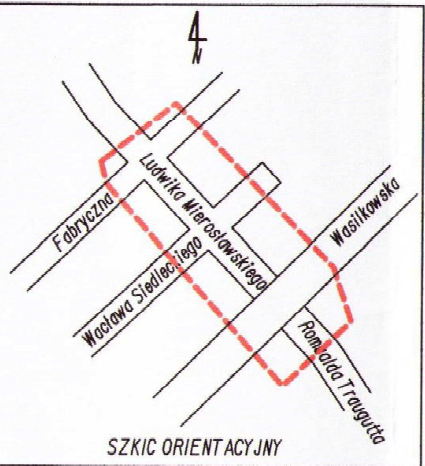 N
Ludwika Mierosławskiego
Fabryczna
Wasilkowska
Wacława Siedleckiego
Romualda Traugutta
SZKIC ORIENTACYJNY